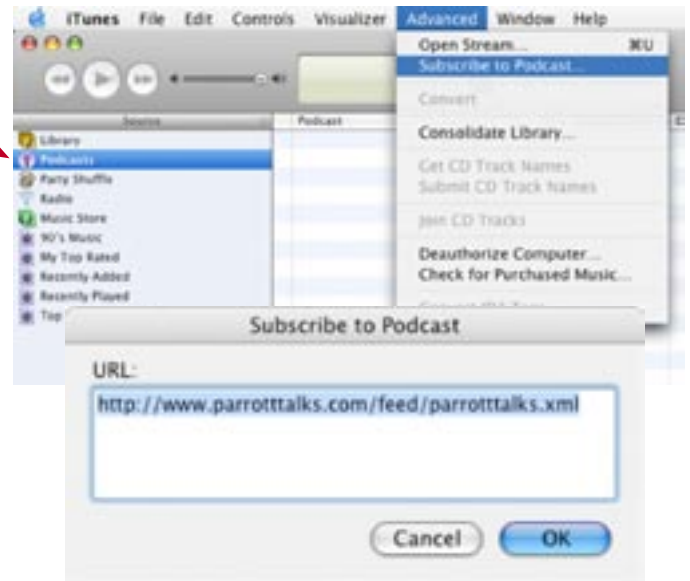 iTunes File Edit Controls Visualizer Advanced Window Help
Open Stream... ⌘U
Subscribe to Podcast...
Convert
Consolidate Library...
Get CD Track Names
Submit CD Track Names
Join CD Tracks
Deauthorize Computer...
Check for Purchased Music...
Source
Podcast
Library
Podcasts
Party Shuffle
Radio
Music Store
90's Music
My Top Rated
Recently Added
Recently Played
Top
Subscribe to Podcast
URL:
http://www.parrotttalks.com/feed/parrotttalks.xml
Cancel OK